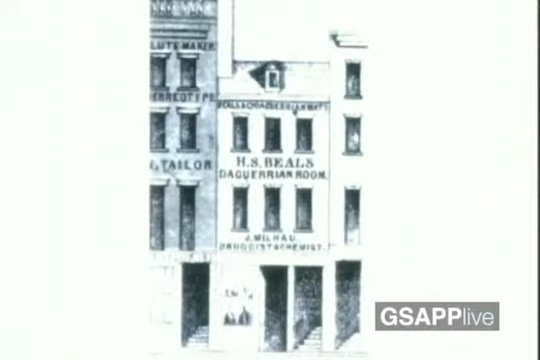 LUTE MAKER
ERREOTYPE
TAILOR
H.S. BEALS
DAGUERRIAN ROOM.
J. MILHAU
DRUGGIST & CHEMIST.
GSAPPlive